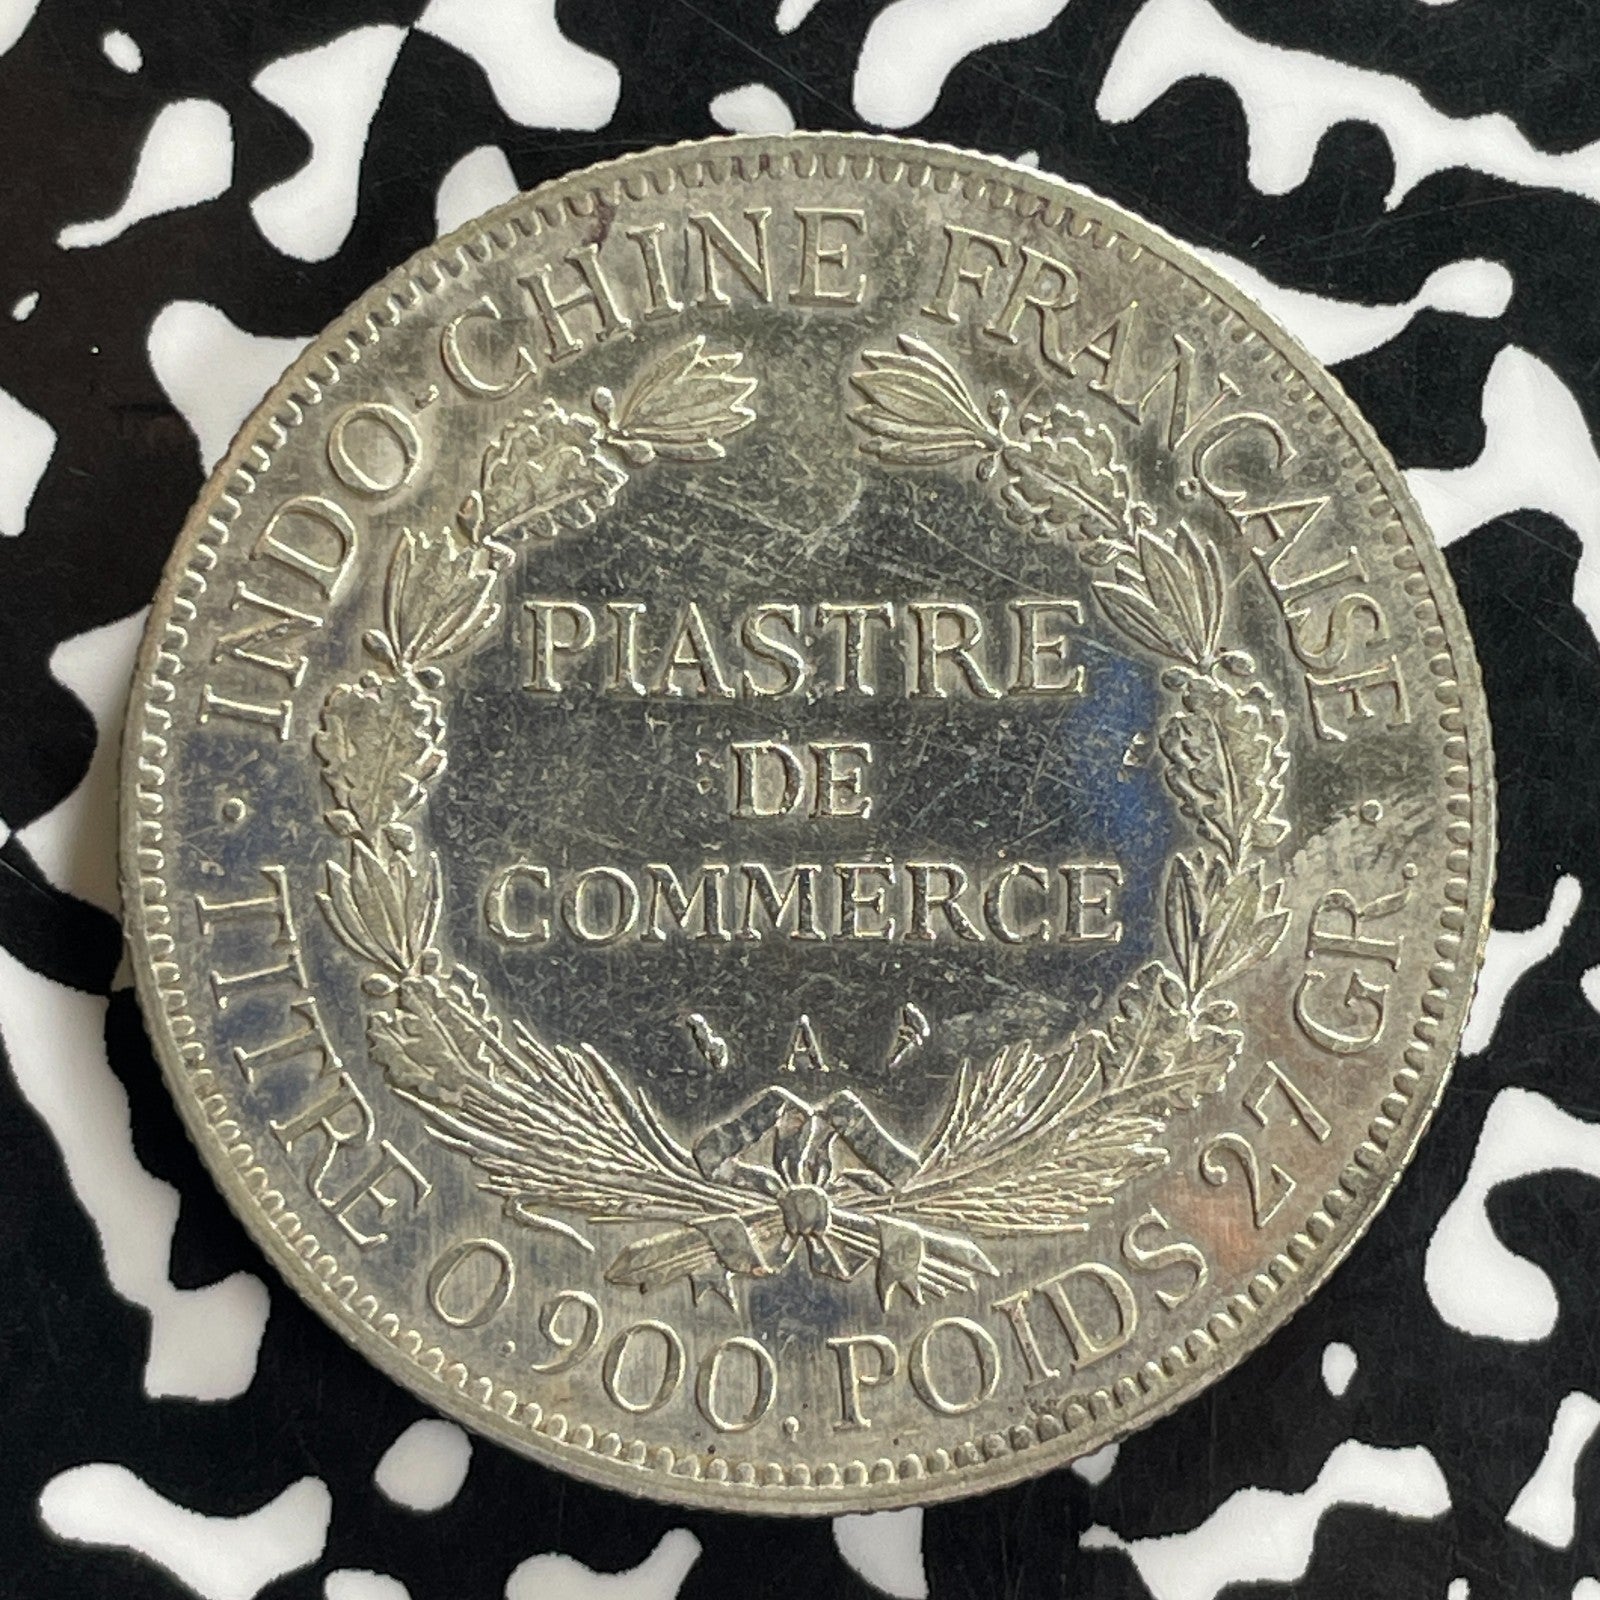 INDO-CHINE FRANÇAISE
PIASTRE
DE
COMMERCE
A
· TITRE 0.900. POIDS 27 GR. ·